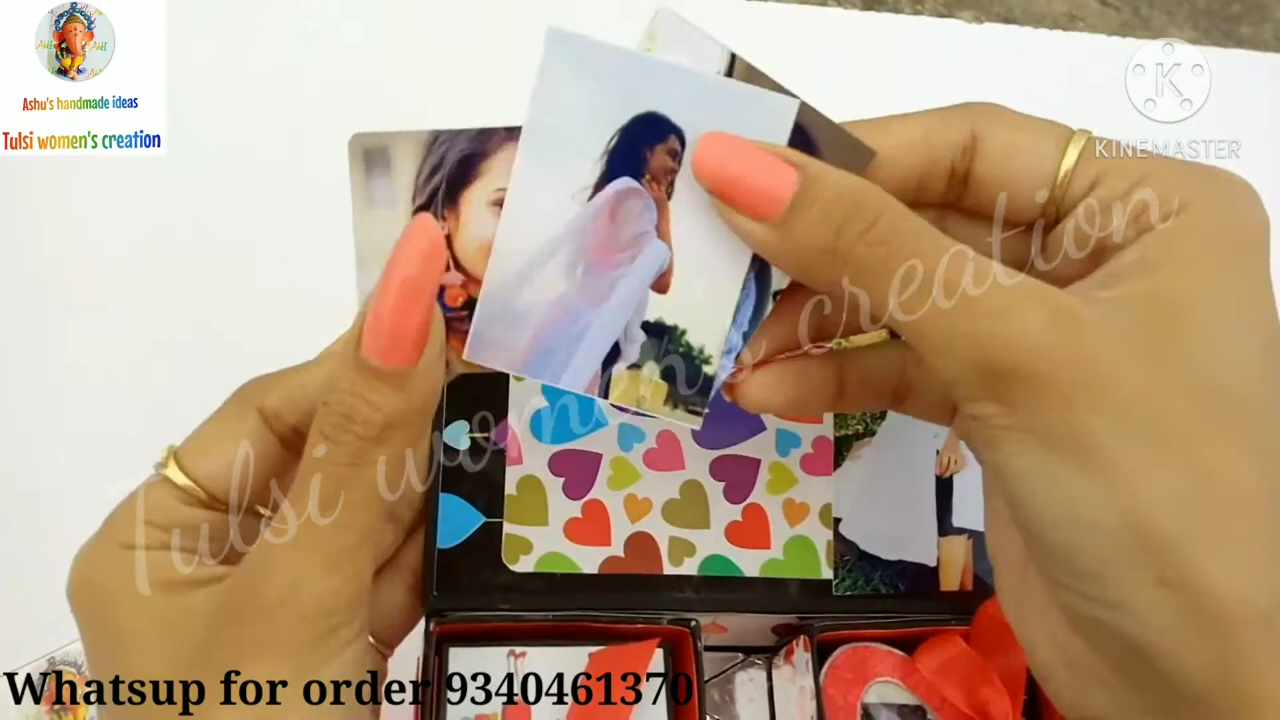 Ashu's handmade ideas
Tulsi women's creation
KINEMASTER
Tulsi women's creation
Whatsup for order 9340461370